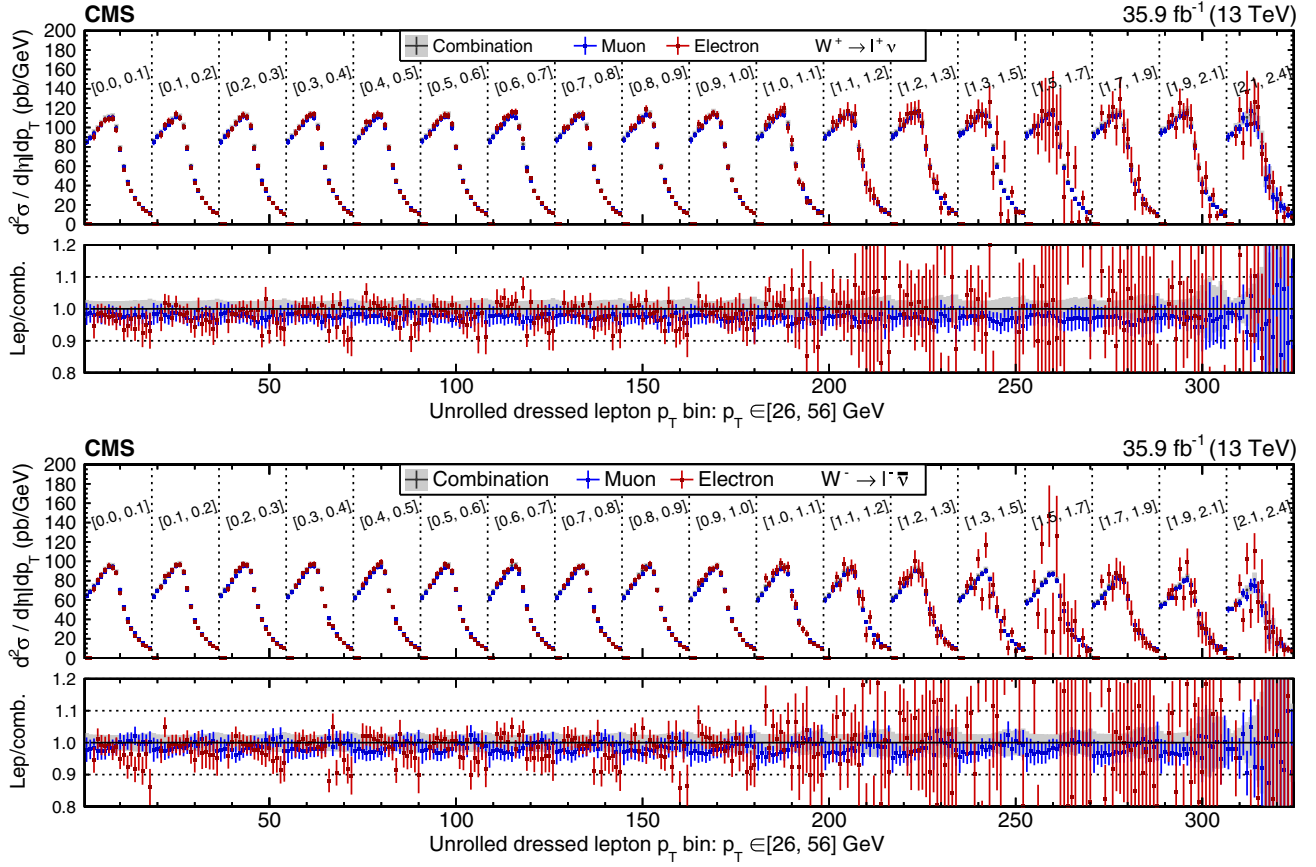 CMS 35.9 fb⁻¹ (13 TeV)
200
180
160
140
120
100
80
60
40
20
0
d²σ / d|η|dp_T (pb/GeV)
Combination Muon Electron W⁺ → l⁺ ν
[0.0, 0.1] [0.1, 0.2] [0.2, 0.3] [0.3, 0.4] [0.4, 0.5] [0.5, 0.6] [0.6, 0.7] [0.7, 0.8] [0.8, 0.9] [0.9, 1.0] [1.0, 1.1] [1.1, 1.2] [1.2, 1.3] [1.3, 1.5] [1.5, 1.7] [1.7, 1.9] [1.9, 2.1] [2.1, 2.4]
1.2
1.1
1.0
0.9
0.8
Lep/comb.
50 100 150 200 250 300
Unrolled dressed lepton p_T bin: p_T ∈[26, 56] GeV
CMS 35.9 fb⁻¹ (13 TeV)
200
180
160
140
120
100
80
60
40
20
0
d²σ / d|η|dp_T (pb/GeV)
Combination Muon Electron W⁻ → l⁻ ν̅
[0.0, 0.1] [0.1, 0.2] [0.2, 0.3] [0.3, 0.4] [0.4, 0.5] [0.5, 0.6] [0.6, 0.7] [0.7, 0.8] [0.8, 0.9] [0.9, 1.0] [1.0, 1.1] [1.1, 1.2] [1.2, 1.3] [1.3, 1.5] [1.5, 1.7] [1.7, 1.9] [1.9, 2.1] [2.1, 2.4]
1.2
1.1
1.0
0.9
0.8
Lep/comb.
50 100 150 200 250 300
Unrolled dressed lepton p_T bin: p_T ∈[26, 56] GeV